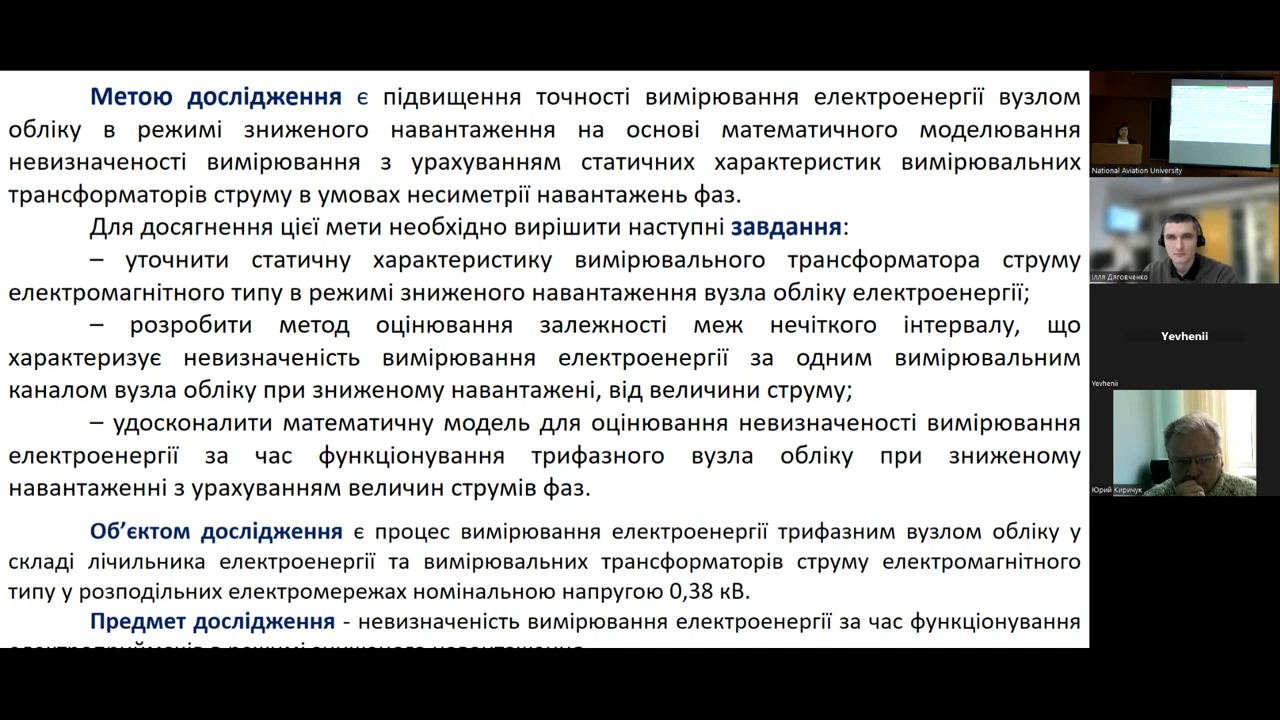 Метою дослідження є підвищення точності вимірювання електроенергії вузлом
обліку в режимі зниженого навантаження на основі математичного моделювання
невизначеності вимірювання з урахуванням статичних характеристик вимірювальних
трансформаторів струму в умовах несиметрії навантажень фаз.
Для досягнення цієї мети необхідно вирішити наступні завдання:
– уточнити статичну характеристику вимірювального трансформатора струму
електромагнітного типу в режимі зниженого навантаження вузла обліку електроенергії;
– розробити метод оцінювання залежності меж нечіткого інтервалу, що
характеризує невизначеність вимірювання електроенергії за одним вимірювальним
каналом вузла обліку при зниженому навантажені, від величини струму;
– удосконалити математичну модель для оцінювання невизначеності вимірювання
електроенергії за час функціонування трифазного вузла обліку при зниженому
навантаженні з урахуванням величин струмів фаз.
Об’єктом дослідження є процес вимірювання електроенергії трифазним вузлом обліку у
складі лічильника електроенергії та вимірювальних трансформаторів струму електромагнітного
типу у розподільних електромережах номінальною напругою 0,38 кВ.
Предмет дослідження - невизначеність вимірювання електроенергії за час функціонування
National Aviation University
Ілля Дяговченко
Yevhenii
Yevhenii
Юрий Киричук